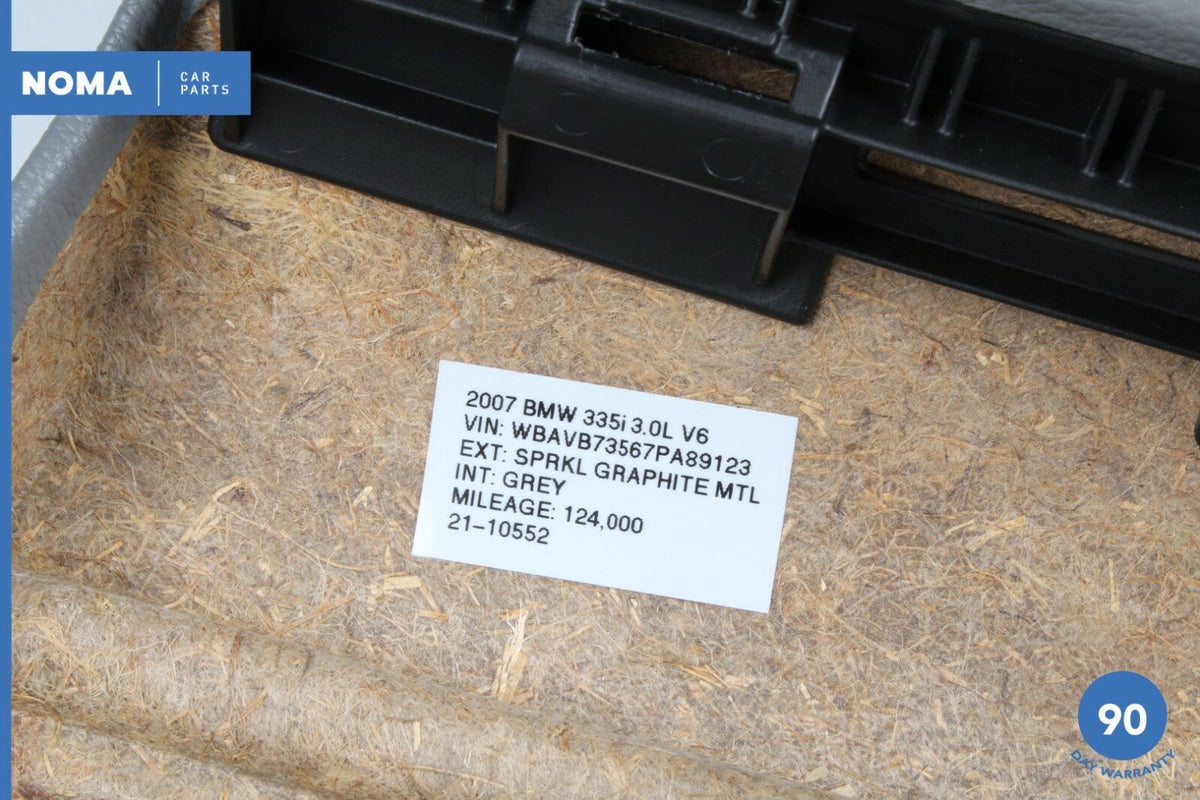 NOMA
CAR
PARTS
2007 BMW 335i 3.0L V6
VIN: WBAVB73567PA89123
EXT: SPRKL GRAPHITE MTL
INT: GREY
MILEAGE: 124,000
21-10552
90
DAY WARRANTY